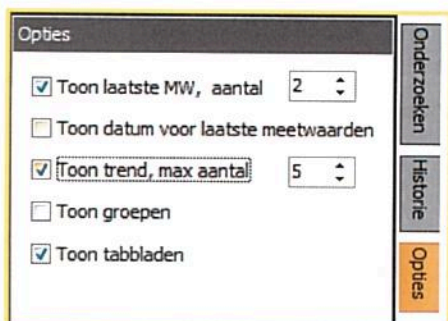 Opties
Toon laatste MW, aantal 2
Toon datum voor laatste meetwaarden
Toon trend, max aantal 5
Toon groepen
Toon tabbladen
Onderzoeken
Historie
Opties